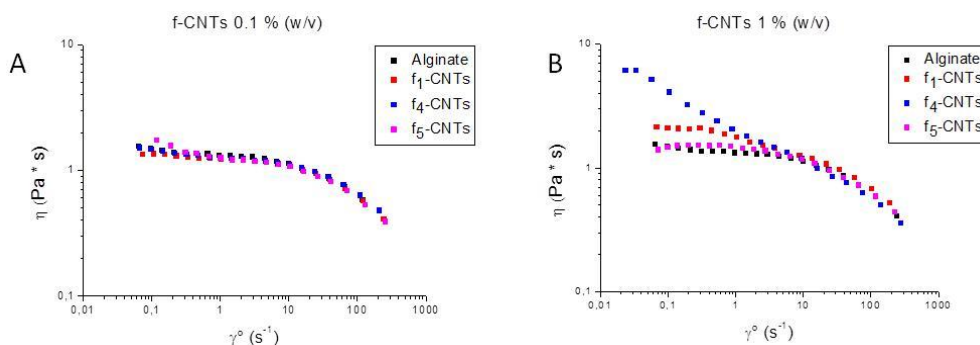 f-CNTs 0.1 % (w/v)
A
10
1
0,1
η (Pa * s)
Alginate
f1-CNTs
f4-CNTs
f5-CNTs
0,01 0,1 1 10 100 1000
γ° (s-1)
f-CNTs 1 % (w/v)
B
10
1
0,1
η (Pa * s)
Alginate
f1-CNTs
f4-CNTs
f5-CNTs
0,01 0,1 1 10 100 1000
γ° (s-1)